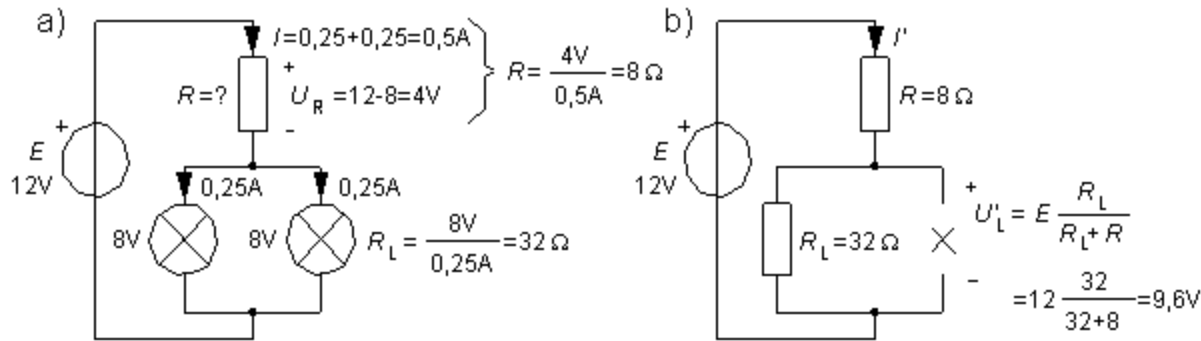 a)
I=0,25+0,25=0,5A
R=?
+
U_R =12-8=4V
-
R= 4V / 0,5A =8 Ω
+
E
12V
0,25A
0,25A
8V
8V
R_L = 8V / 0,25A =32 Ω
b)
I'
R=8 Ω
+
E
12V
R_L =32 Ω
+
U'_L = E R_L / R_L+R
-
=12 32 / 32+8 =9,6V